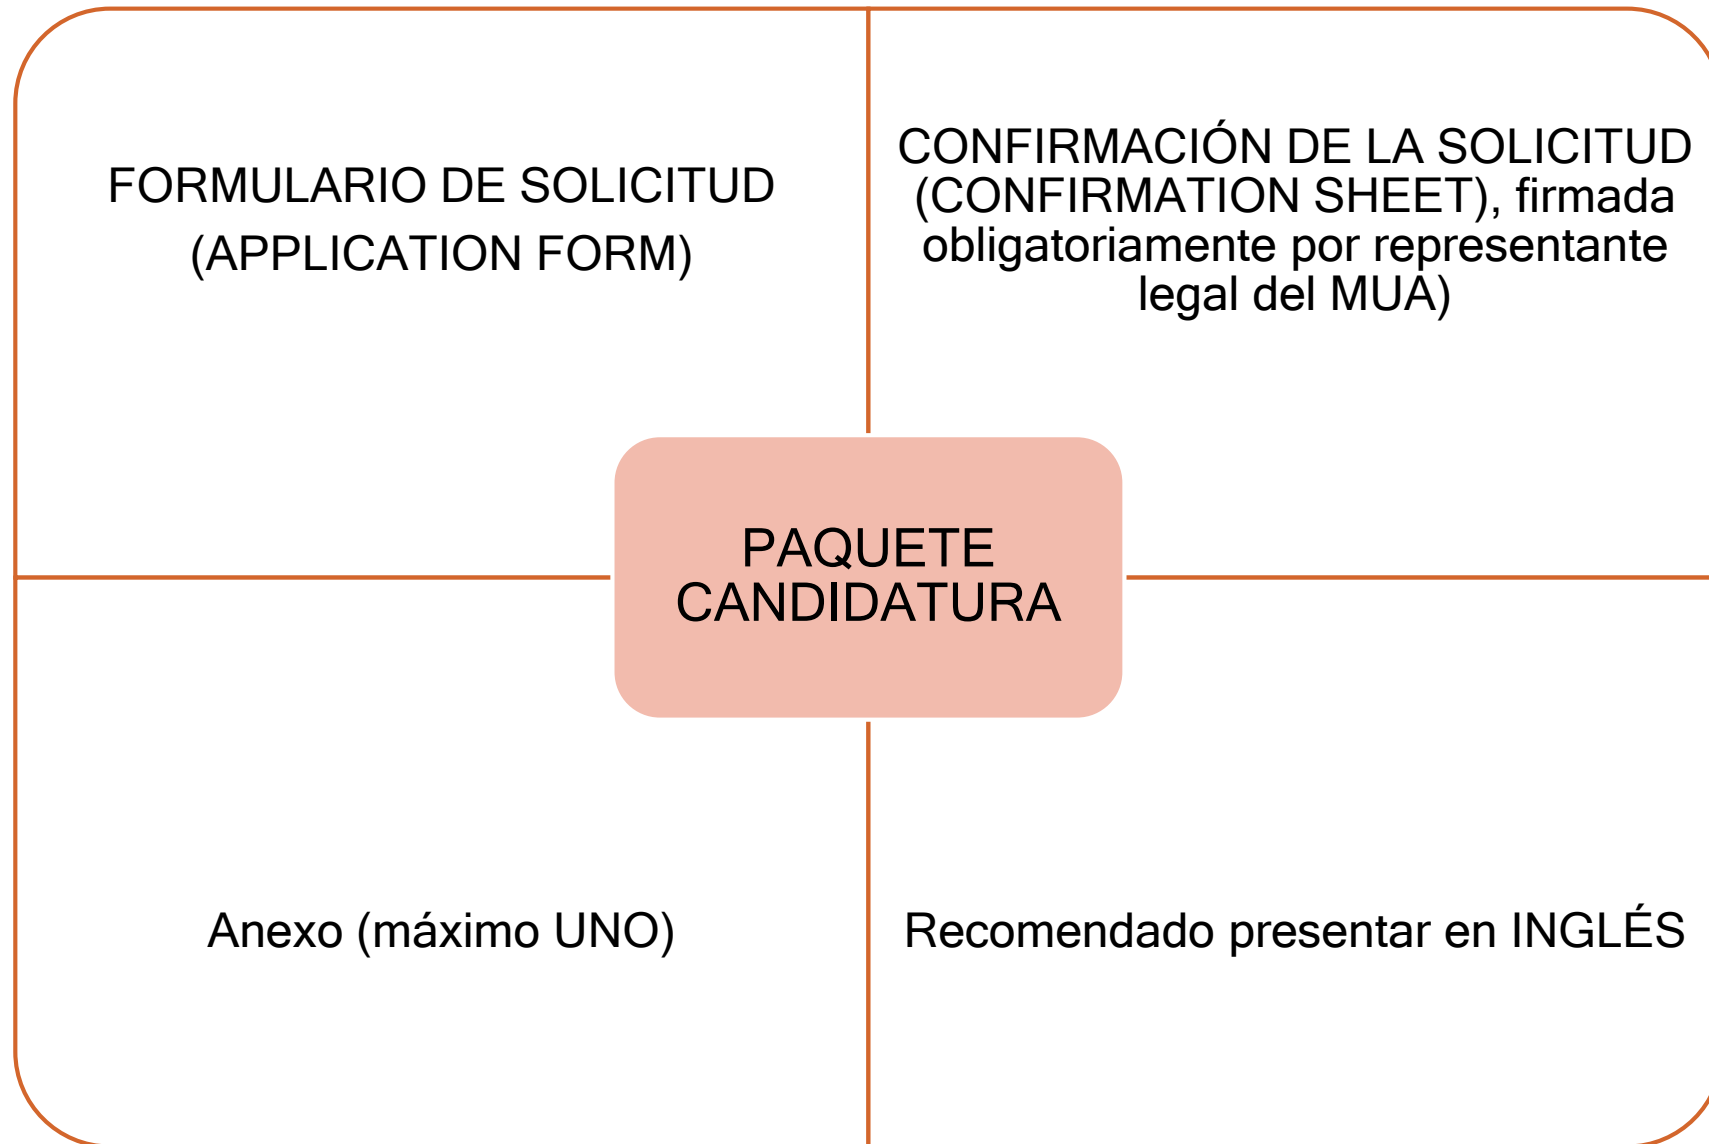 FORMULARIO DE SOLICITUD
(APPLICATION FORM)
CONFIRMACIÓN DE LA SOLICITUD
(CONFIRMATION SHEET), firmada
obligatoriamente por representante
legal del MUA)
PAQUETE
CANDIDATURA
Anexo (máximo UNO)
Recomendado presentar en INGLÉS